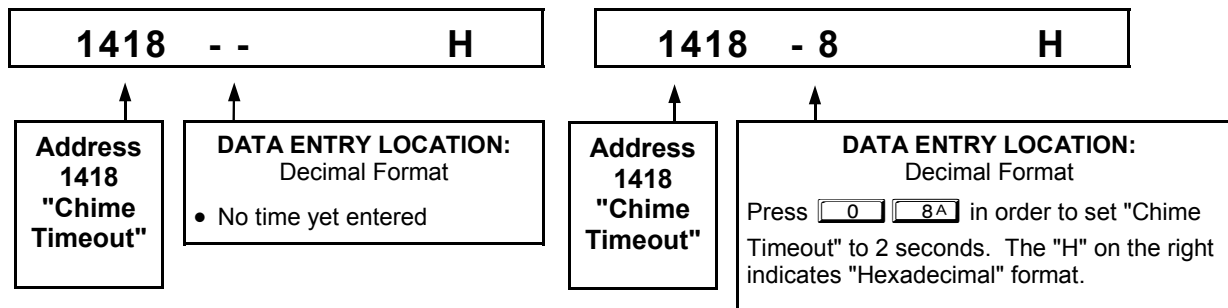 1418 - - H
1418 - 8 H
Address
1418
"Chime
Timeout"
DATA ENTRY LOCATION:
Decimal Format
• No time yet entered
Address
1418
"Chime
Timeout"
DATA ENTRY LOCATION:
Decimal Format
Press 0 8A in order to set "Chime
Timeout" to 2 seconds. The "H" on the right
indicates "Hexadecimal" format.